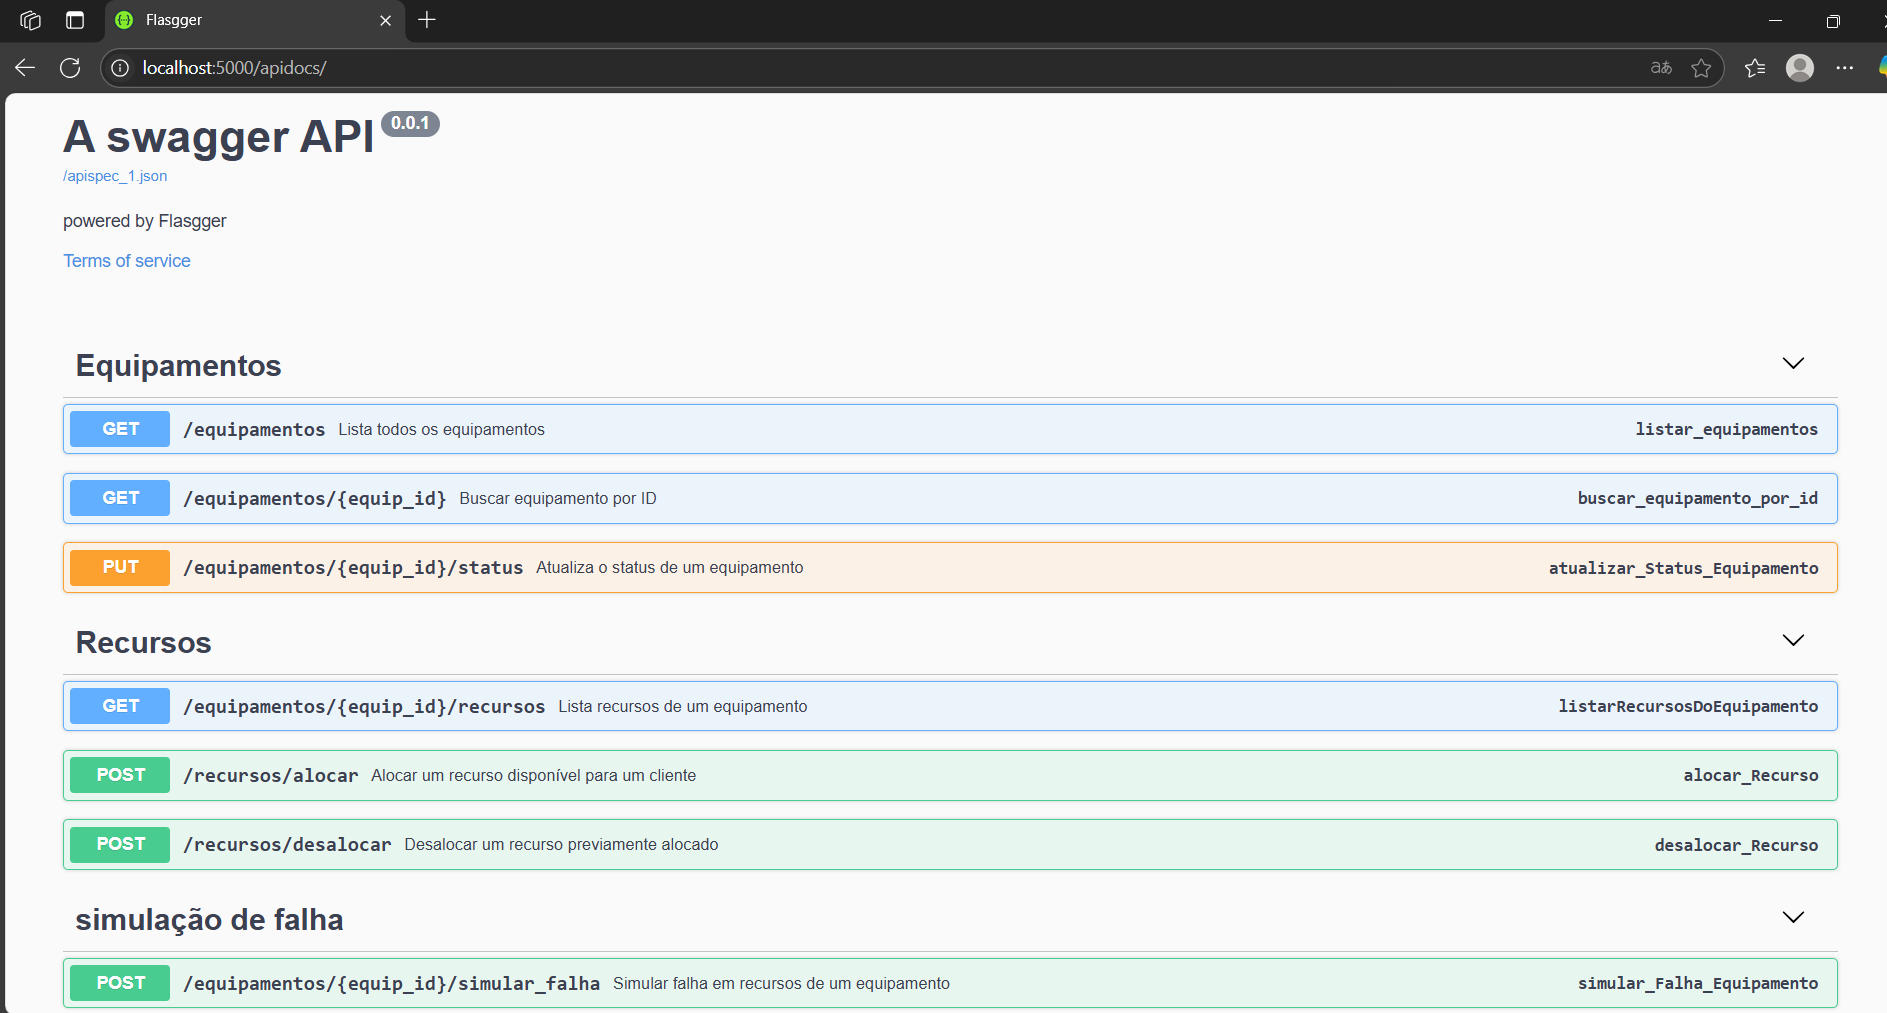 Flasgger
localhost:5000/apidocs/
aあ
A swagger API 0.0.1
/apispec_1.json
powered by Flasgger
Terms of service
Equipamentos
GET /equipamentos Lista todos os equipamentos listar_equipamentos
GET /equipamentos/{equip_id} Buscar equipamento por ID buscar_equipamento_por_id
PUT /equipamentos/{equip_id}/status Atualiza o status de um equipamento atualizar_Status_Equipamento
Recursos
GET /equipamentos/{equip_id}/recursos Lista recursos de um equipamento listarRecursosDoEquipamento
POST /recursos/alocar Alocar um recurso disponível para um cliente alocar_Recurso
POST /recursos/desalocar Desalocar um recurso previamente alocado desalocar_Recurso
simulação de falha
POST /equipamentos/{equip_id}/simular_falha Simular falha em recursos de um equipamento simular_Falha_Equipamento